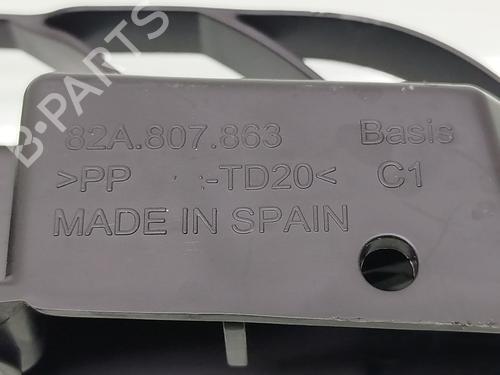 B-PARTS
82A.807.863 Basis
>PP -TD20< C1
MADE IN SPAIN